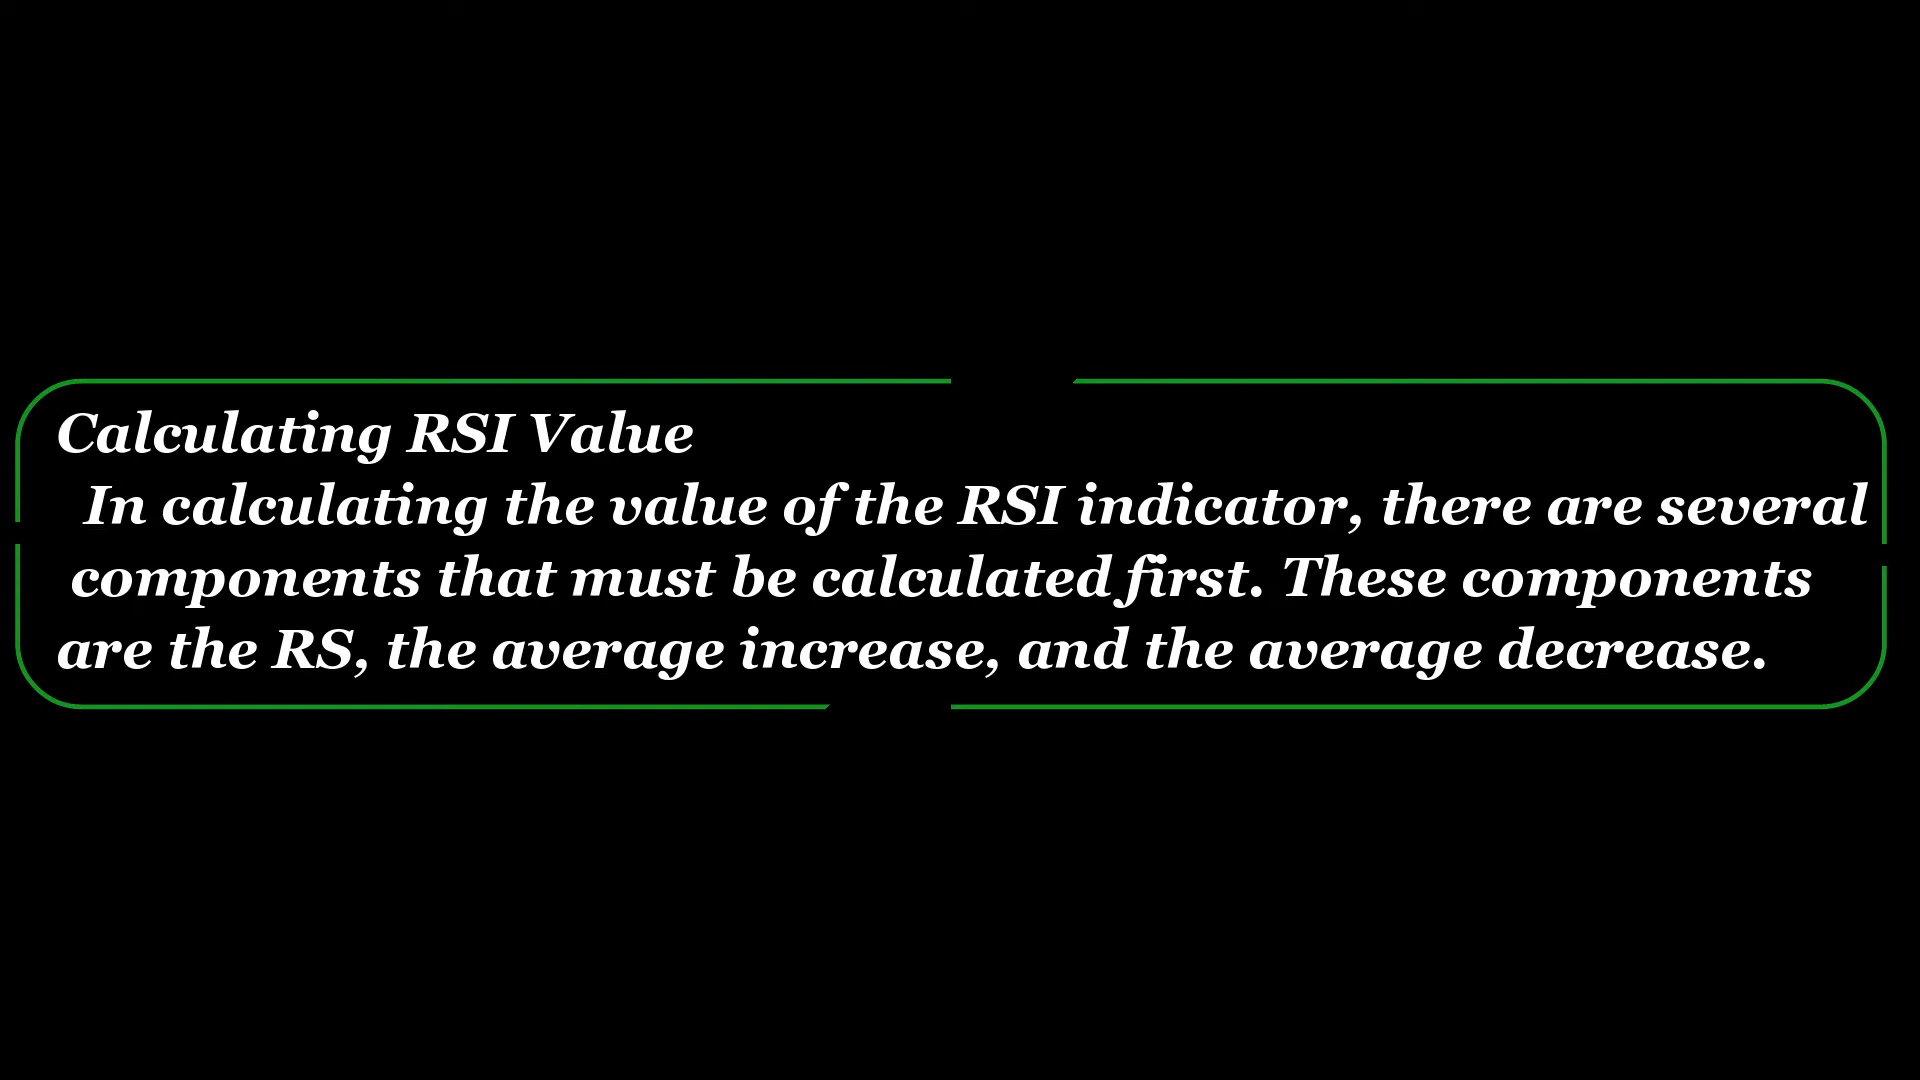 Calculating RSI Value
In calculating the value of the RSI indicator, there are several
components that must be calculated first. These components
are the RS, the average increase, and the average decrease.